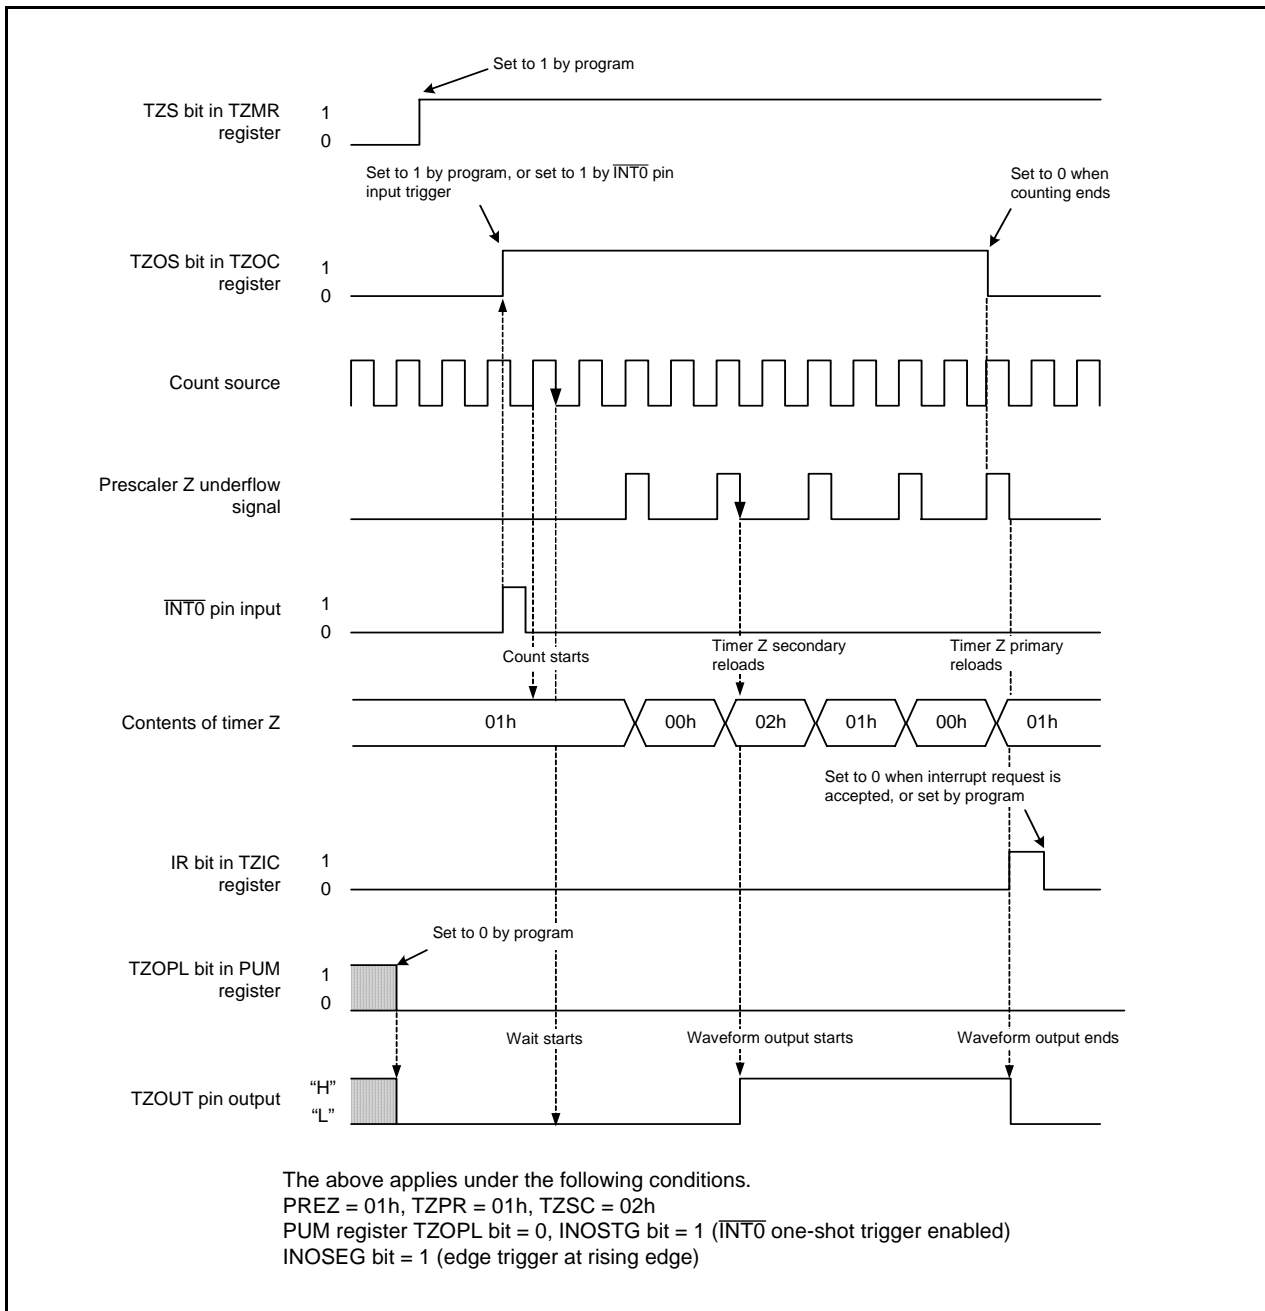 Set to 1 by program
TZS bit in TZMR
register
1
0
Set to 1 by program, or set to 1 by INT0 pin
input trigger
Set to 0 when
counting ends
TZOS bit in TZOC
register
1
0
Count source
Prescaler Z underflow
signal
INT0 pin input
1
0
Count starts
Timer Z secondary
reloads
Timer Z primary
reloads
Contents of timer Z
01h
00h
02h
01h
00h
01h
Set to 0 when interrupt request is
accepted, or set by program
IR bit in TZIC
register
1
0
Set to 0 by program
TZOPL bit in PUM
register
1
0
Wait starts
Waveform output starts
Waveform output ends
TZOUT pin output
“H”
“L”
The above applies under the following conditions.
PREZ = 01h, TZPR = 01h, TZSC = 02h
PUM register TZOPL bit = 0, INOSTG bit = 1 (INT0 one-shot trigger enabled)
INOSEG bit = 1 (edge trigger at rising edge)